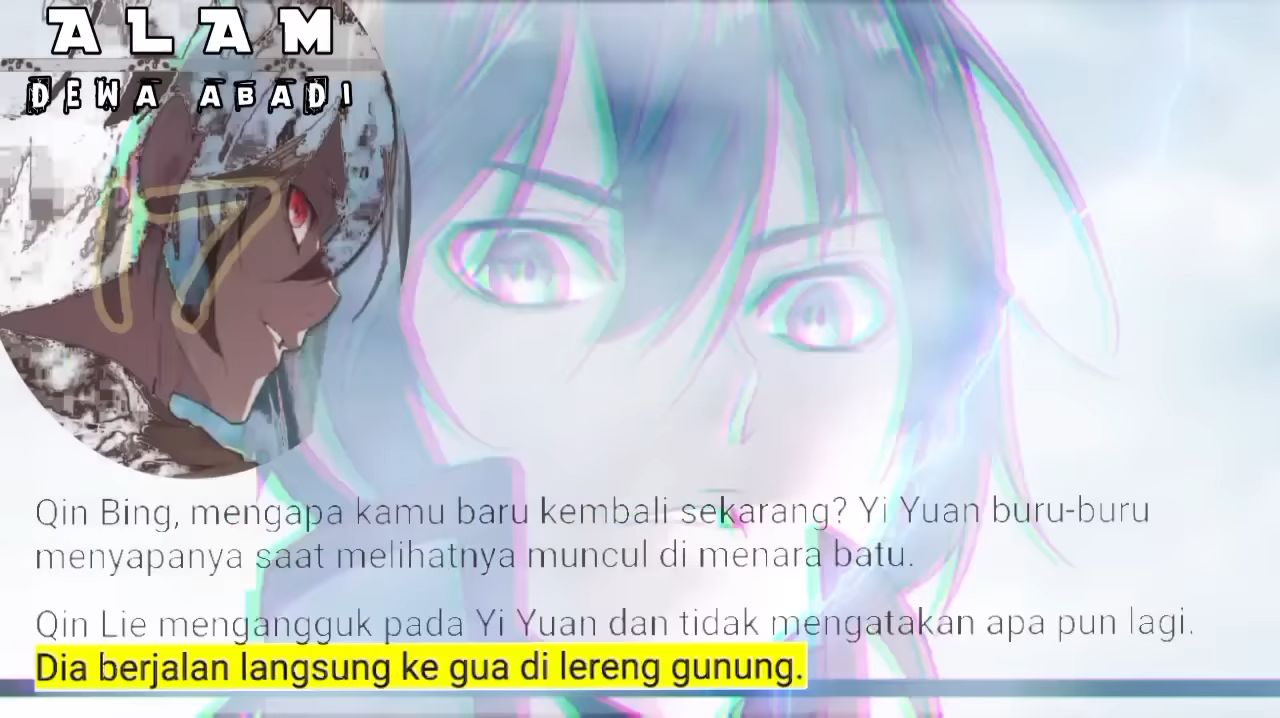 ALAM
DEWA ABADI
Qin Bing, mengapa kamu baru kembali sekarang? Yi Yuan buru-buru
menyapanya saat melihatnya muncul di menara batu.
Qin Lie mengangguk pada Yi Yuan dan tidak mengatakan apa pun lagi.
Dia berjalan langsung ke gua di lereng gunung.